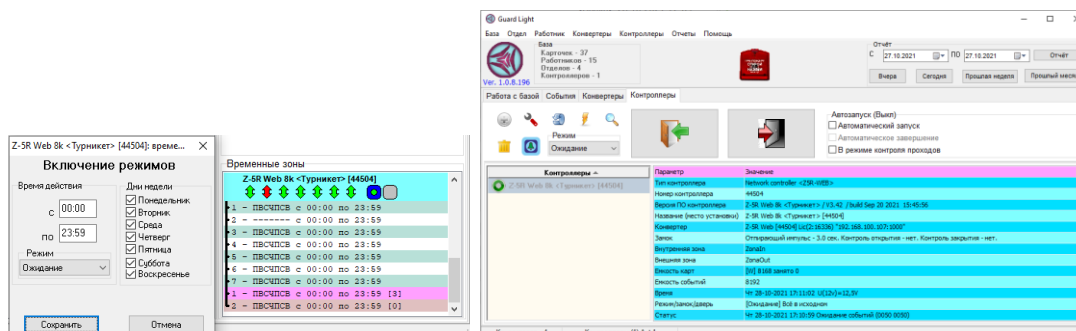 Z-5R Web 8k <Турникет> [44504]: време...
Включение режимов
Время действия
с 00:00
по 23:59
Режим
Ожидание
Дни недели
Понедельник
Вторник
Среда
Четверг
Пятница
Суббота
Воскресенье
Сохранить
Отмена
Временные зоны
Z-5R Web 8k <Турникет> [44504]
1 - ПВСЧПСВ с 00:00 по 23:59
2 - ------- с 00:00 по 23:59
3 - ПВСЧПСВ с 00:00 по 23:59
4 - ПВСЧПСВ с 00:00 по 23:59
5 - ПВСЧПСВ с 00:00 по 23:59
6 - ПВСЧПСВ с 00:00 по 23:59
7 - ПВСЧПСВ с 00:00 по 23:59
1 - ПВСЧПСВ с 00:00 по 23:59 [3]
2 - ПВСЧПСВ с 00:00 по 23:59 [0]
Guard Light
База Отдел Работник Конвертеры Контроллеры Отчеты Помощь
База
Карточек - 37
Работников - 15
Отделов - 4
Контроллеров - 1
Ver. 1.0.8.196
Отчёт
С 27.10.2021 ПО 27.10.2021 Отчёт
Вчера Сегодня Прошлая неделя Прошлый меся
Работа с базой События Конвертеры Контроллеры
Режим
Ожидание
Автозапуск (Выкл)
Автоматический запуск
Автоматическое завершение
В режиме контроля проходов
Контроллеры
Z-5R Web 8k <Турникет> [44504]
Параметр Значение
Тип контроллера Network controller <Z5R-WEB>
Номер контроллера 44504
Версия ПО контроллера Z-5R Web 8k <Турникет> / V3.42 /build Sep 20 2021 15:45:56
Название (место установки) Z-5R Web 8k <Турникет> [44504]
Конвертер Z-5R Web [44504] Lic(2:16336) "192.168.100.107:1000"
Замок Отпирающий импульс - 3.0 сек. Контроль открытия - нет. Контроль закрытия - нет.
Внутренняя зона ZonaIn
Внешняя зона ZonaOut
Емкость карт [W] 8168 занято 0
Емкость событий 8192
Время Чт 28-10-2021 17:11:02 U(12v)=12,5V
Режим/замок/дверь [Ожидание] Всё в исходном
Статус Чт 28-10-2021 17:10:59 Ожидание событий (0050 0050)